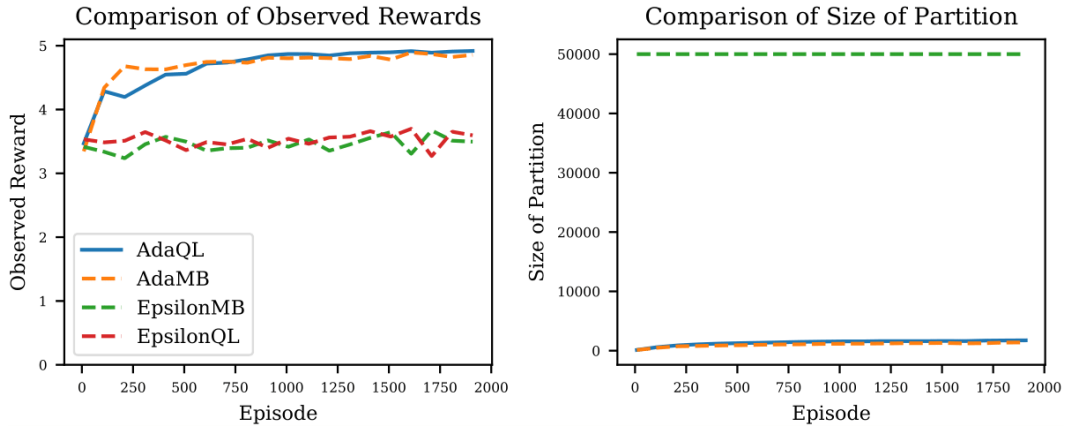 Comparison of Observed Rewards
Observed Reward
5
4
3
2
1
0
AdaQL
AdaMB
EpsilonMB
EpsilonQL
0 250 500 750 1000 1250 1500 1750 2000
Episode
Comparison of Size of Partition
Size of Partition
50000
40000
30000
20000
10000
0
0 250 500 750 1000 1250 1500 1750 2000
Episode